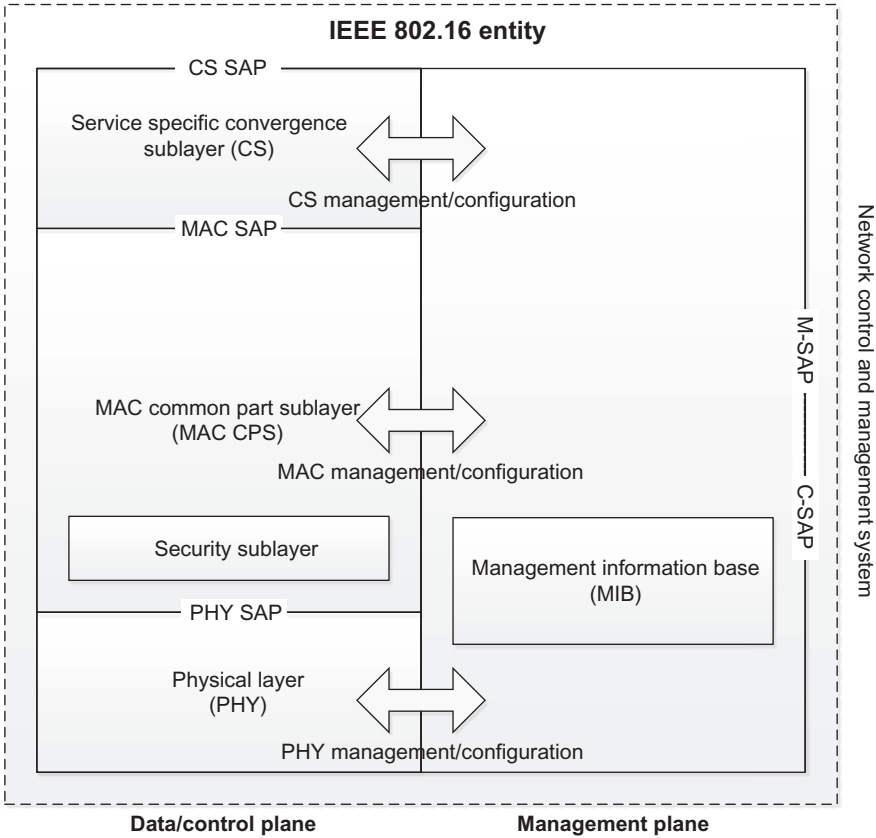 IEEE 802.16 entity
CS SAP
Service specific convergence
sublayer (CS)
CS management/configuration
MAC SAP
MAC common part sublayer
(MAC CPS)
MAC management/configuration
Security sublayer
PHY SAP
Physical layer
(PHY)
PHY management/configuration
Management information base
(MIB)
M-SAP
C-SAP
Network control and management system
Data/control plane
Management plane